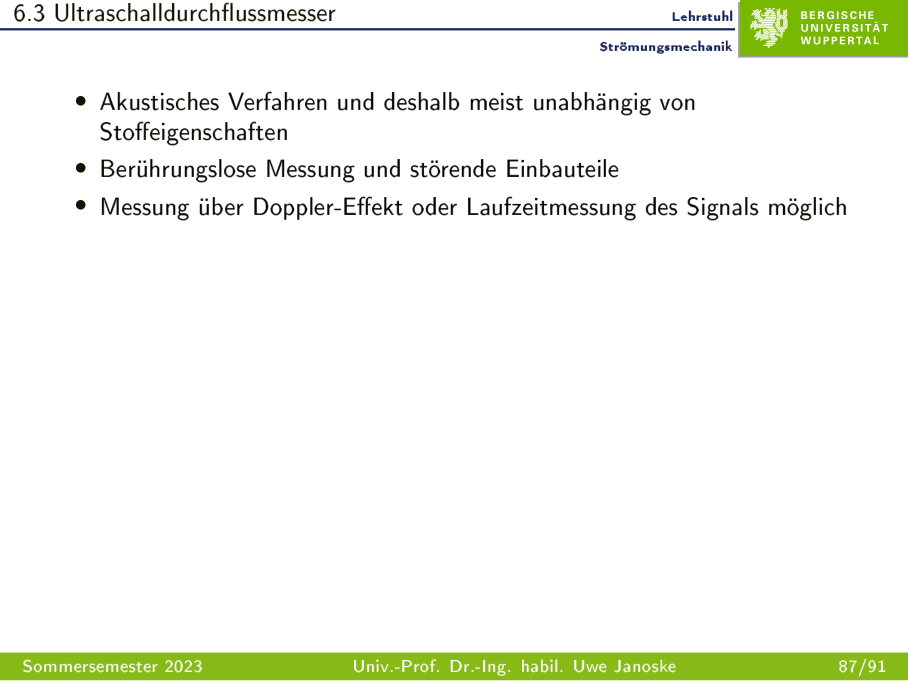 6.3 Ultraschalldurchflussmesser
Lehrstuhl
Strömungsmechanik
BERGISCHE
UNIVERSITÄT
WUPPERTAL
• Akustisches Verfahren und deshalb meist unabhängig von
Stoffeigenschaften
• Berührungslose Messung und störende Einbauteile
• Messung über Doppler-Effekt oder Laufzeitmessung des Signals möglich
Sommersemester 2023
Univ.-Prof. Dr.-Ing. habil. Uwe Janoske
87/91